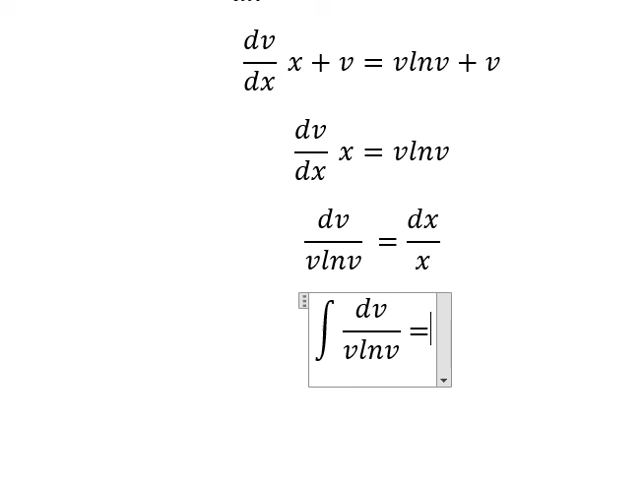 dv/dx x + v = vlnv + v
dv/dx x = vlnv
dv/vlnv = dx/x
∫ dv/vlnv =